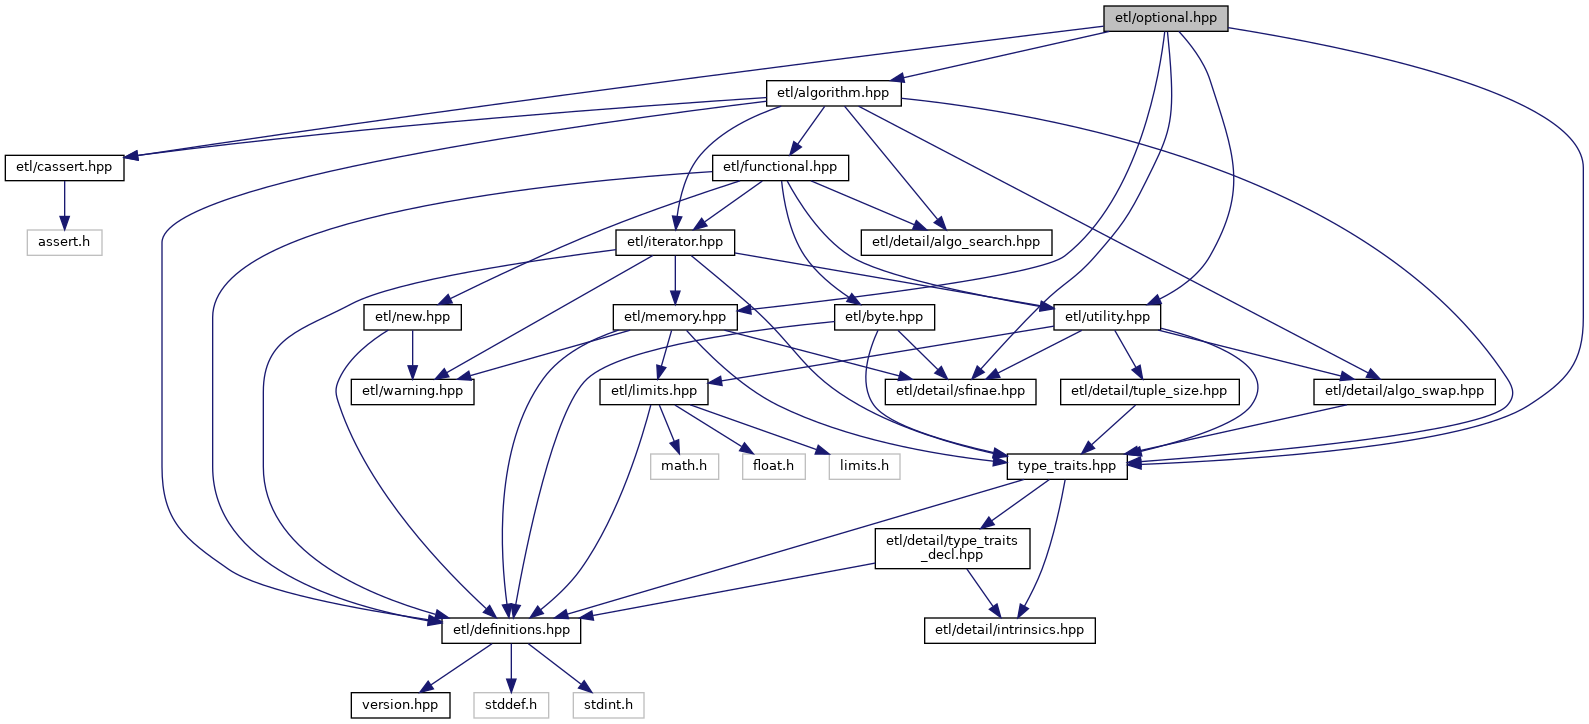 etl/optional.hpp
etl/algorithm.hpp
etl/cassert.hpp
etl/functional.hpp
assert.h
etl/iterator.hpp
etl/detail/algo_search.hpp
etl/new.hpp
etl/memory.hpp
etl/byte.hpp
etl/utility.hpp
etl/warning.hpp
etl/limits.hpp
etl/detail/sfinae.hpp
etl/detail/tuple_size.hpp
etl/detail/algo_swap.hpp
math.h
float.h
limits.h
type_traits.hpp
etl/detail/type_traits
_decl.hpp
etl/definitions.hpp
etl/detail/intrinsics.hpp
version.hpp
stddef.h
stdint.h